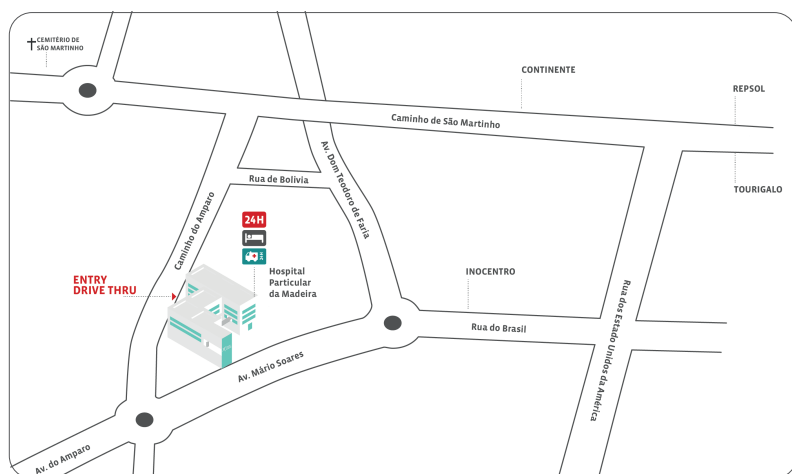 CEMITÉRIO DE
SÃO MARTINHO
CONTINENTE
REPSOL
Caminho de São Martinho
TOURIGALO
Av. Dom Teodoro de Faria
Rua de Bolivia
Caminho do Amparo
24H
Hospital
Particular
da Madeira
ENTRY
DRIVE THRU
INOCENTRO
Rua do Brasil
Rua dos Estado Unidos da América
Av. Mário Soares
Av. do Amparo